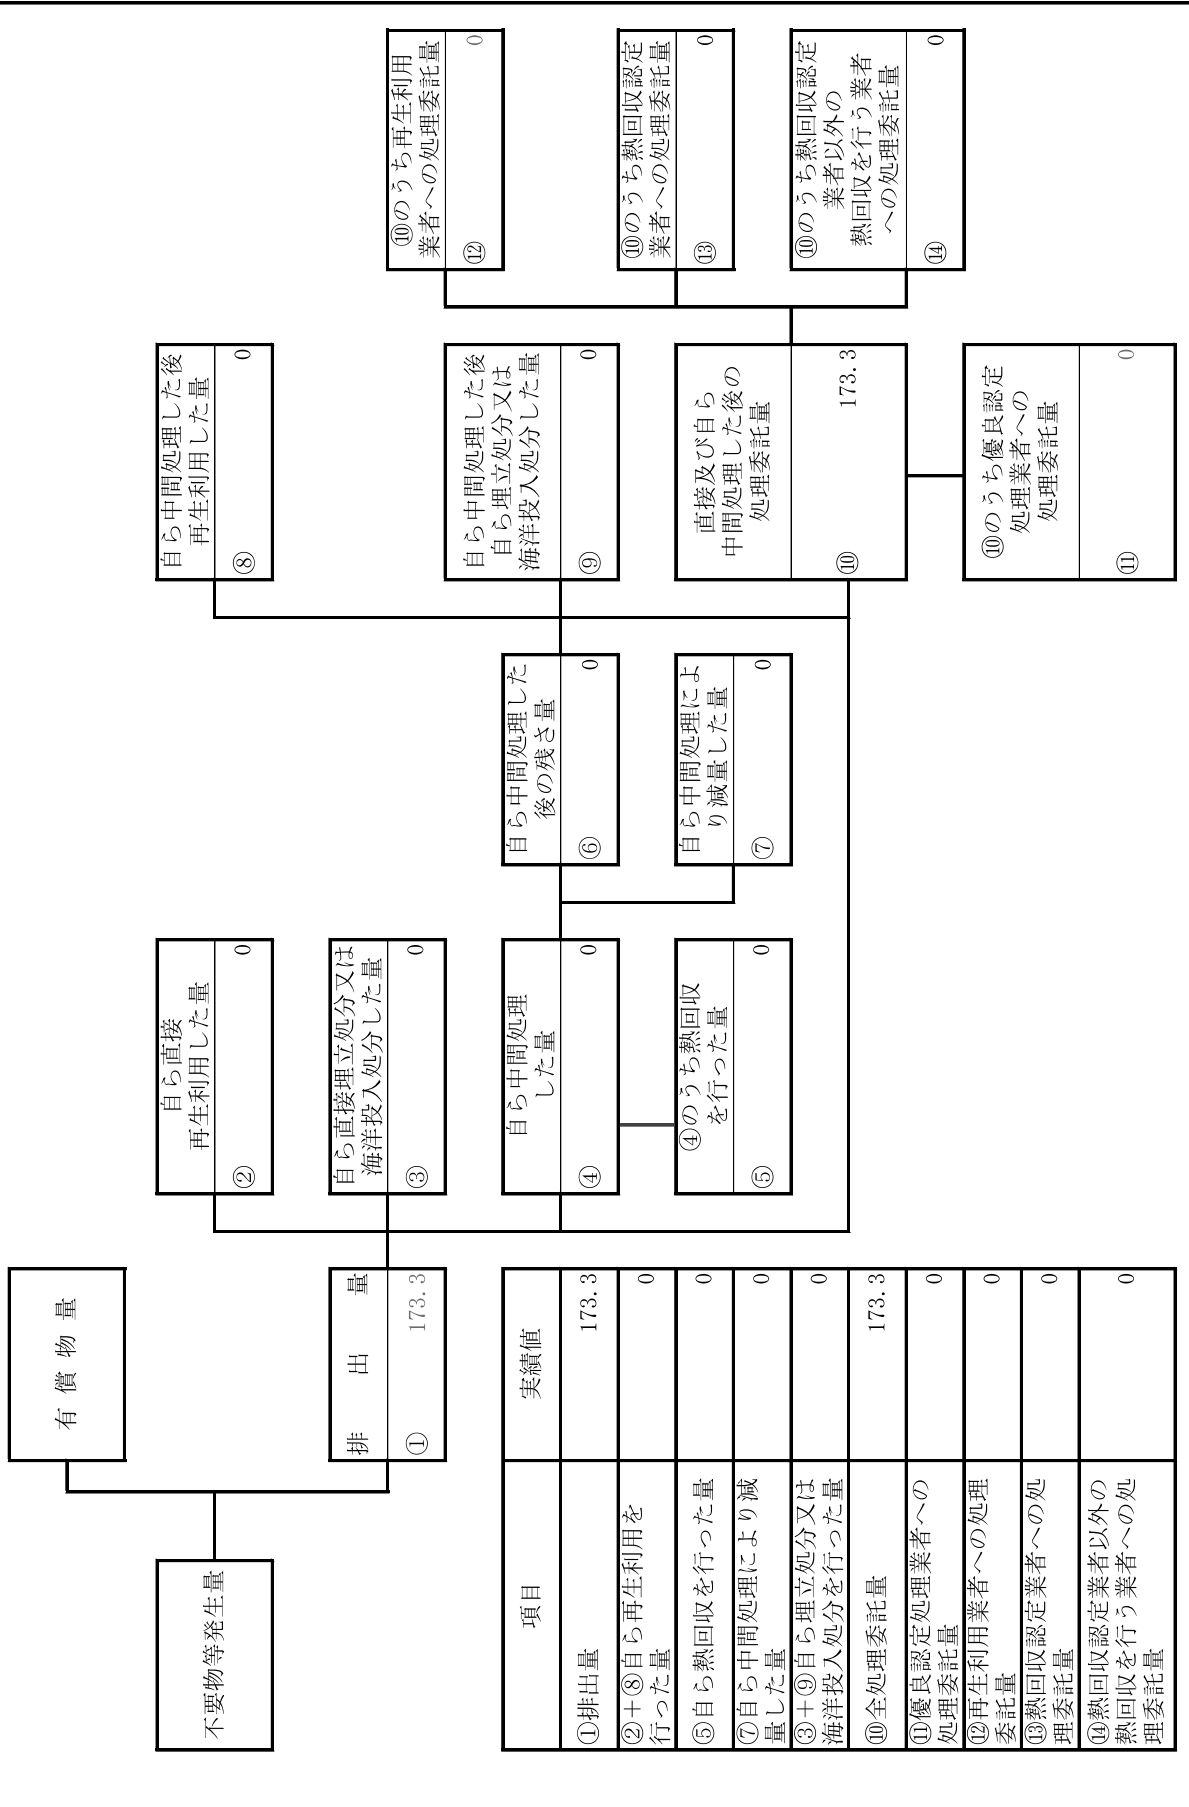 不要物等発生量
有償物量
排出量
① 173.3
自ら直接
再生利用した量
② 0
自ら直接埋立処分又は
海洋投入処分した量
③ 0
自ら中間処理
した量
④ 0
④のうち熱回収
を行った量
⑤ 0
自ら中間処理した
後の残さ量
⑥ 0
自ら中間処理によ
り減量した量
⑦ 0
自ら中間処理した後
再生利用した量
⑧ 0
自ら中間処理した後
自ら埋立処分又は
海洋投入処分した量
⑨ 0
直接及び自ら
中間処理した後の
処理委託量
⑩ 173.3
⑩のうち優良認定
処理業者への
処理委託量
⑪ 0
⑩のうち再生利用
業者への処理委託量
⑫ 0
⑩のうち熱回収認定
業者への処理委託量
⑬ 0
⑩のうち熱回収認定
業者以外の
熱回収を行う業者
への処理委託量
⑭ 0
項目 実績値
①排出量 173.3
②+⑧自ら再生利用を
行った量 0
⑤自ら熱回収を行った量 0
⑦自ら中間処理により減
量した量 0
③+⑨自ら埋立処分又は
海洋投入処分を行った量 0
⑩全処理委託量 173.3
⑪優良認定処理業者への
処理委託量 0
⑫再生利用業者への処理
委託量 0
⑬熱回収認定業者への処
理委託量 0
⑭熱回収認定業者以外の
熱回収を行う業者への処
理委託量 0